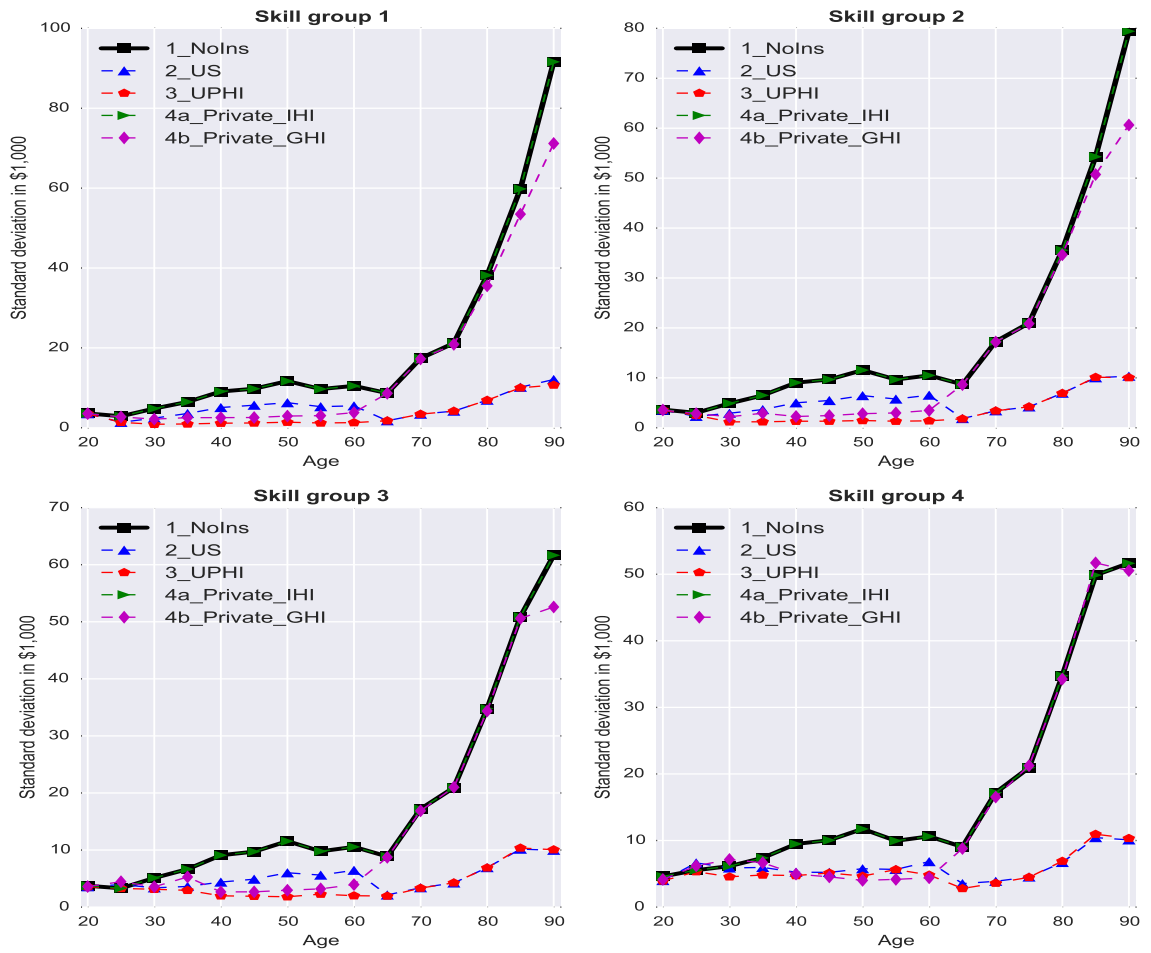 Skill group 1
Standard deviation in $1,000
100
80
60
40
20
0
1_NoIns
2_US
3_UPHI
4a_Private_IHI
4b_Private_GHI
20 30 40 50 60 70 80 90
Age
Skill group 2
Standard deviation in $1,000
80
70
60
50
40
30
20
10
0
1_NoIns
2_US
3_UPHI
4a_Private_IHI
4b_Private_GHI
20 30 40 50 60 70 80 90
Age
Skill group 3
Standard deviation in $1,000
70
60
50
40
30
20
10
0
1_NoIns
2_US
3_UPHI
4a_Private_IHI
4b_Private_GHI
20 30 40 50 60 70 80 90
Age
Skill group 4
Standard deviation in $1,000
60
50
40
30
20
10
0
1_NoIns
2_US
3_UPHI
4a_Private_IHI
4b_Private_GHI
20 30 40 50 60 70 80 90
Age